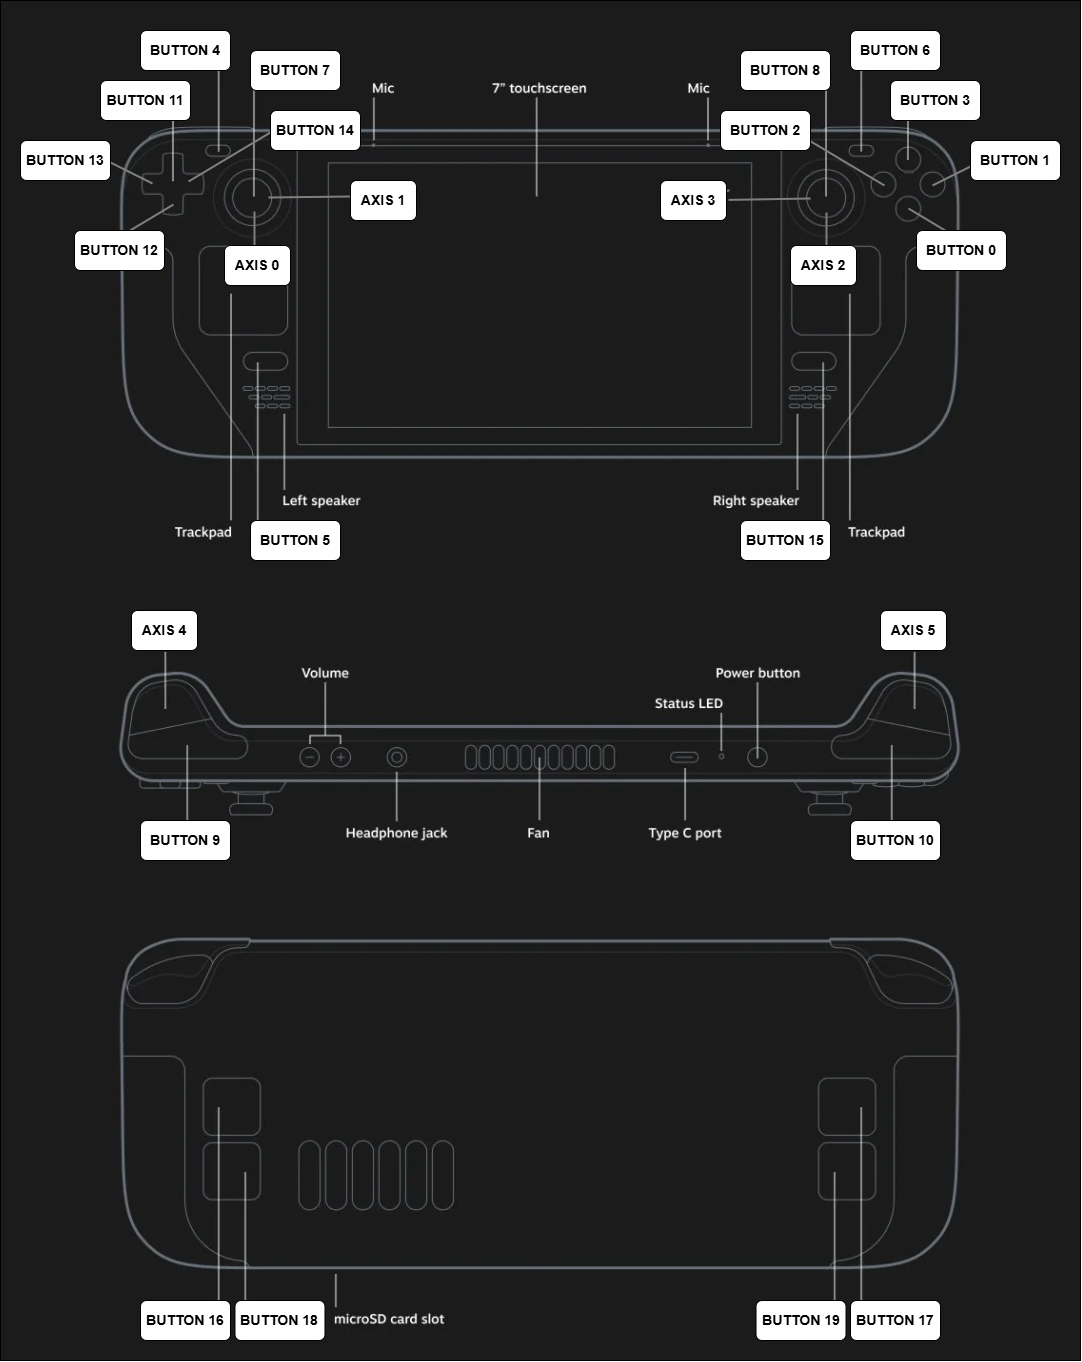 BUTTON 4
BUTTON 6
BUTTON 7
BUTTON 8
Mic
7" touchscreen
Mic
BUTTON 11
BUTTON 3
BUTTON 14
BUTTON 2
BUTTON 13
BUTTON 1
AXIS 1
AXIS 3
BUTTON 12
BUTTON 0
AXIS 0
AXIS 2
Left speaker
Right speaker
Trackpad
BUTTON 5
BUTTON 15
Trackpad
AXIS 4
AXIS 5
Volume
Power button
Status LED
Headphone jack
Fan
Type C port
BUTTON 9
BUTTON 10
BUTTON 16
BUTTON 18
microSD card slot
BUTTON 19
BUTTON 17